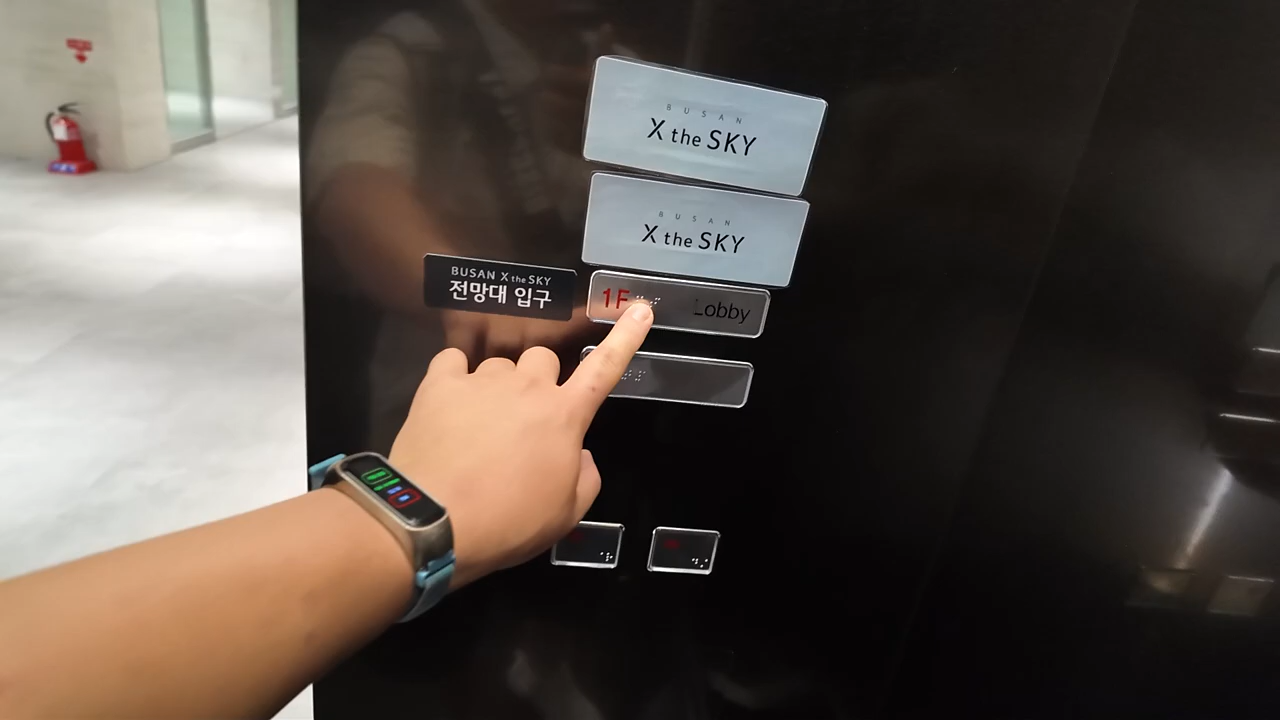 BUSAN
X the SKY
BUSAN
X the SKY
BUSAN X the SKY
전망대 입구
1F
Lobby